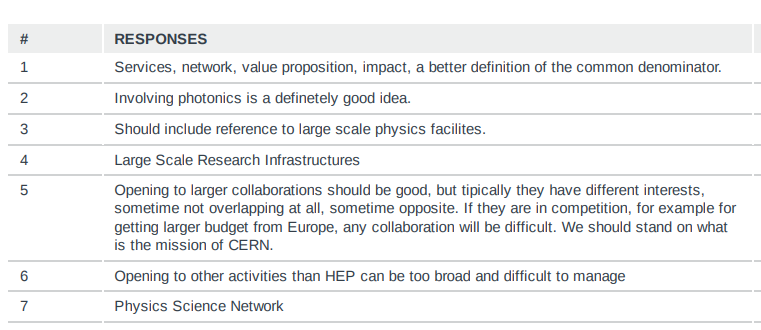 # RESPONSES
1 Services, network, value proposition, impact, a better definition of the common denominator.
2 Involving photonics is a definetely good idea.
3 Should include reference to large scale physics facilites.
4 Large Scale Research Infrastructures
5 Opening to larger collaborations should be good, but tipically they have different interests,
sometime not overlapping at all, sometime opposite. If they are in competition, for example for
getting larger budget from Europe, any collaboration will be difficult. We should stand on what
is the mission of CERN.
6 Opening to other activities than HEP can be too broad and difficult to manage
7 Physics Science Network